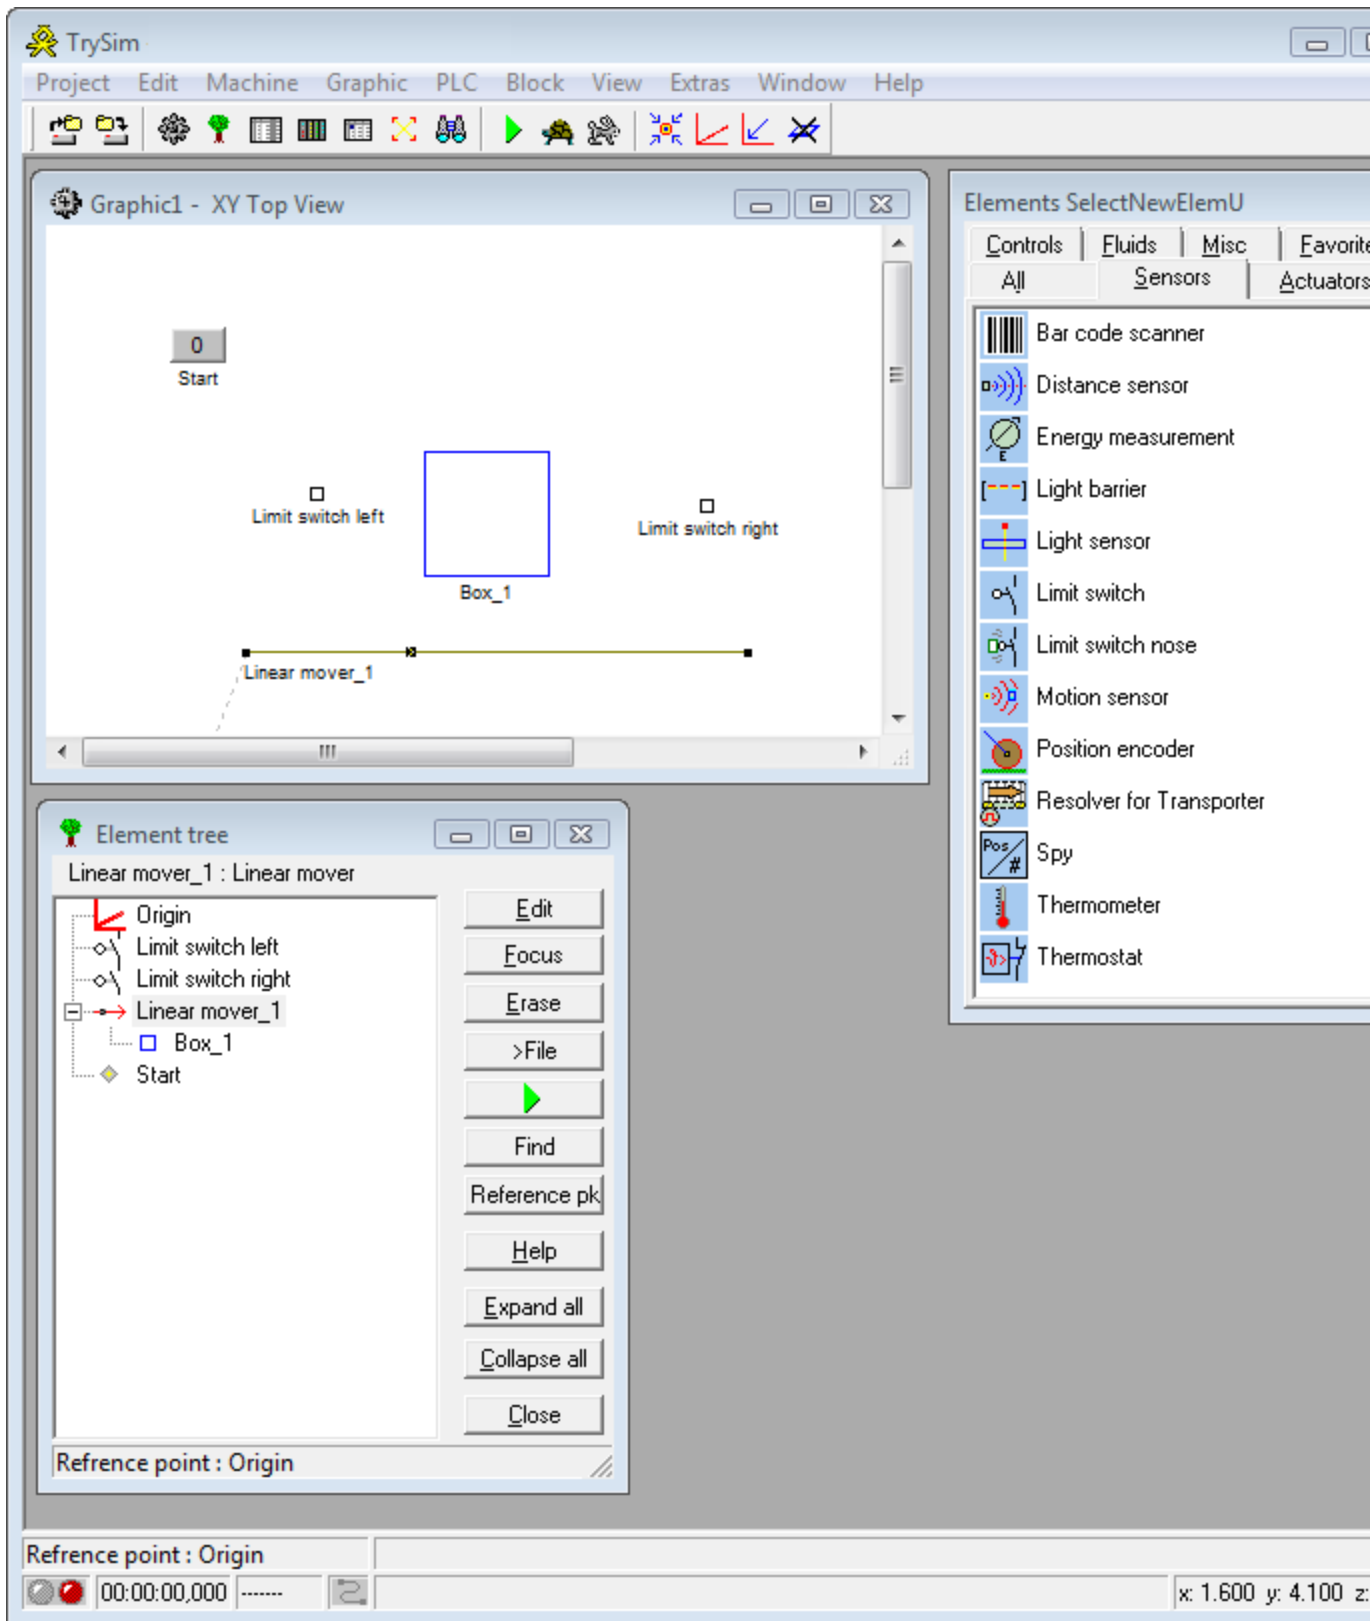 TrySim
Project Edit Machine Graphic PLC Block View Extras Window Help
Graphic1 - XY Top View
0
Start
Limit switch left
Limit switch right
Box_1
Linear mover_1
Elements SelectNewElemU
Controls Fluids Misc Favorite
All Sensors Actuators
Bar code scanner
Distance sensor
E
Energy measurement
Light barrier
Light sensor
Limit switch
Limit switch nose
Motion sensor
Position encoder
Resolver for Transporter
Pos/#
Spy
Thermometer
Thermostat
Element tree
Linear mover_1 : Linear mover
Origin
Limit switch left
Limit switch right
Linear mover_1
Box_1
Start
Edit
Focus
Erase
>File
Find
Reference pk
Help
Expand all
Collapse all
Close
Refrence point : Origin
Refrence point : Origin
00:00:00,000 -------
x: 1.600 y: 4.100 z: